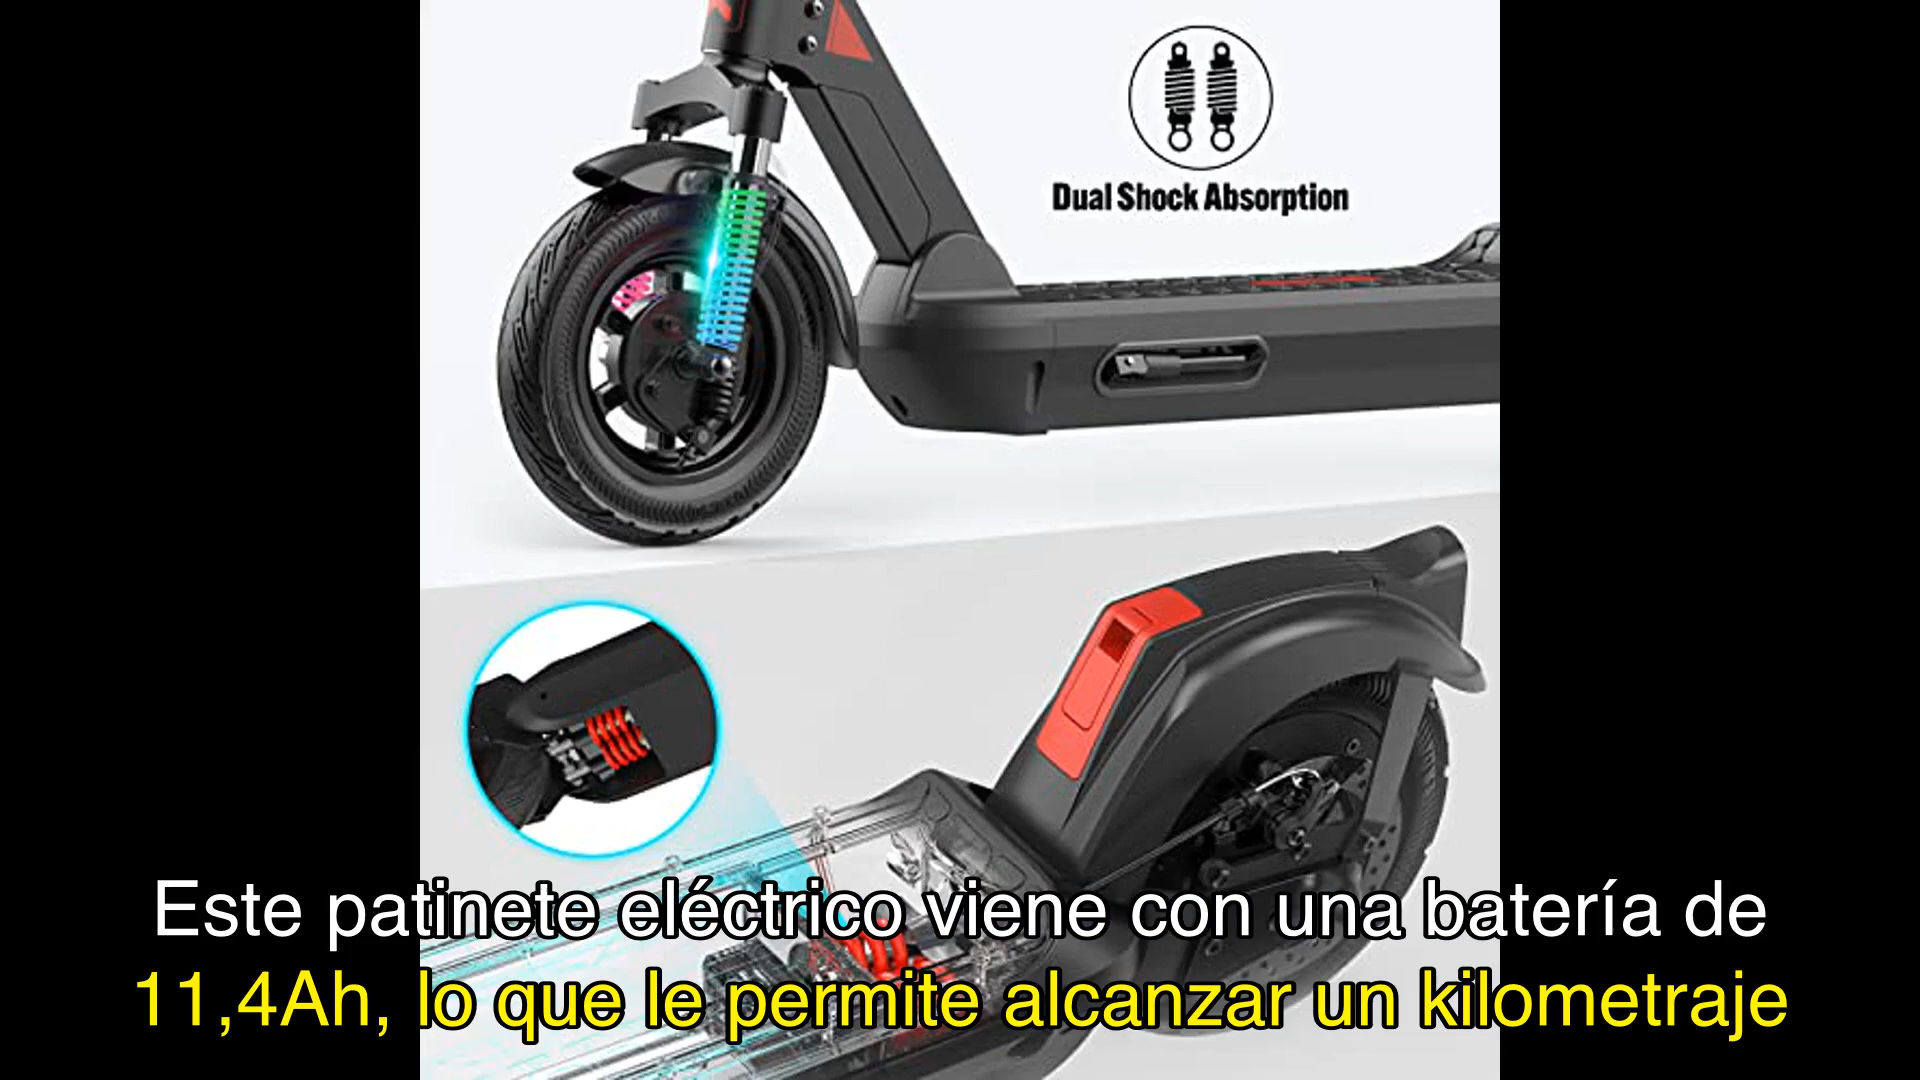 Dual Shock Absorption
Este patinete eléctrico viene con una batería de
11,4Ah, lo que le permite alcanzar un kilometraje